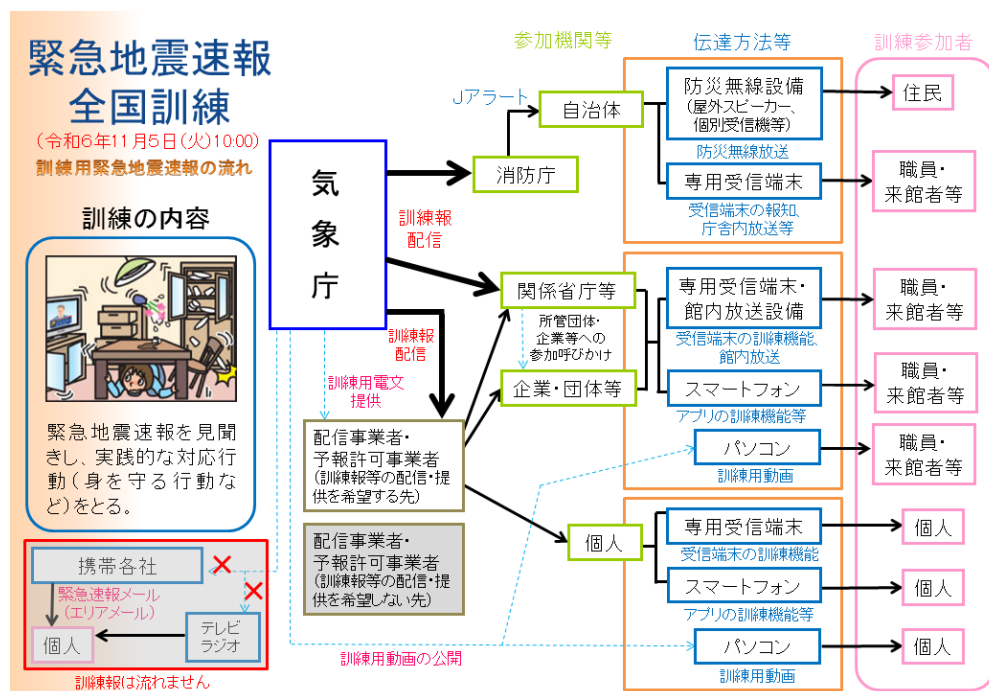 緊急地震速報
全国訓練
(令和6年11月5日(火)10:00)
訓練用緊急地震速報の流れ
訓練の内容
緊急地震速報を見聞
きし、実践的な対応行
動(身を守る行動な
ど)をとる。
携帯各社
緊急速報メール
(エリアメール)
個人
テレビ
ラジオ
訓練報は流れません
気
象
庁
訓練報
配信
訓練報
配信
訓練用電文
提供
配信事業者・
予報許可事業者
(訓練報等の配信・提
供を希望する先)
配信事業者・
予報許可事業者
(訓練報等の配信・提
供を希望しない先)
訓練用動画の公開
参加機関等
Jアラート
自治体
消防庁
関係省庁等
所管団体・
企業等への
参加呼びかけ
企業・団体等
個人
伝達方法等
防災無線設備
(屋外スピーカー、
個別受信機等)
防災無線放送
専用受信端末
受信端末の報知、
庁舎内放送等
専用受信端末・
館内放送設備
受信端末の訓練機能、
館内放送
スマートフォン
アプリの訓練機能等
パソコン
訓練用動画
専用受信端末
受信端末の訓練機能
スマートフォン
アプリの訓練機能等
パソコン
訓練用動画
訓練参加者
住民
職員・
来館者等
職員・
来館者等
職員・
来館者等
職員・
来館者等
個人
個人
個人